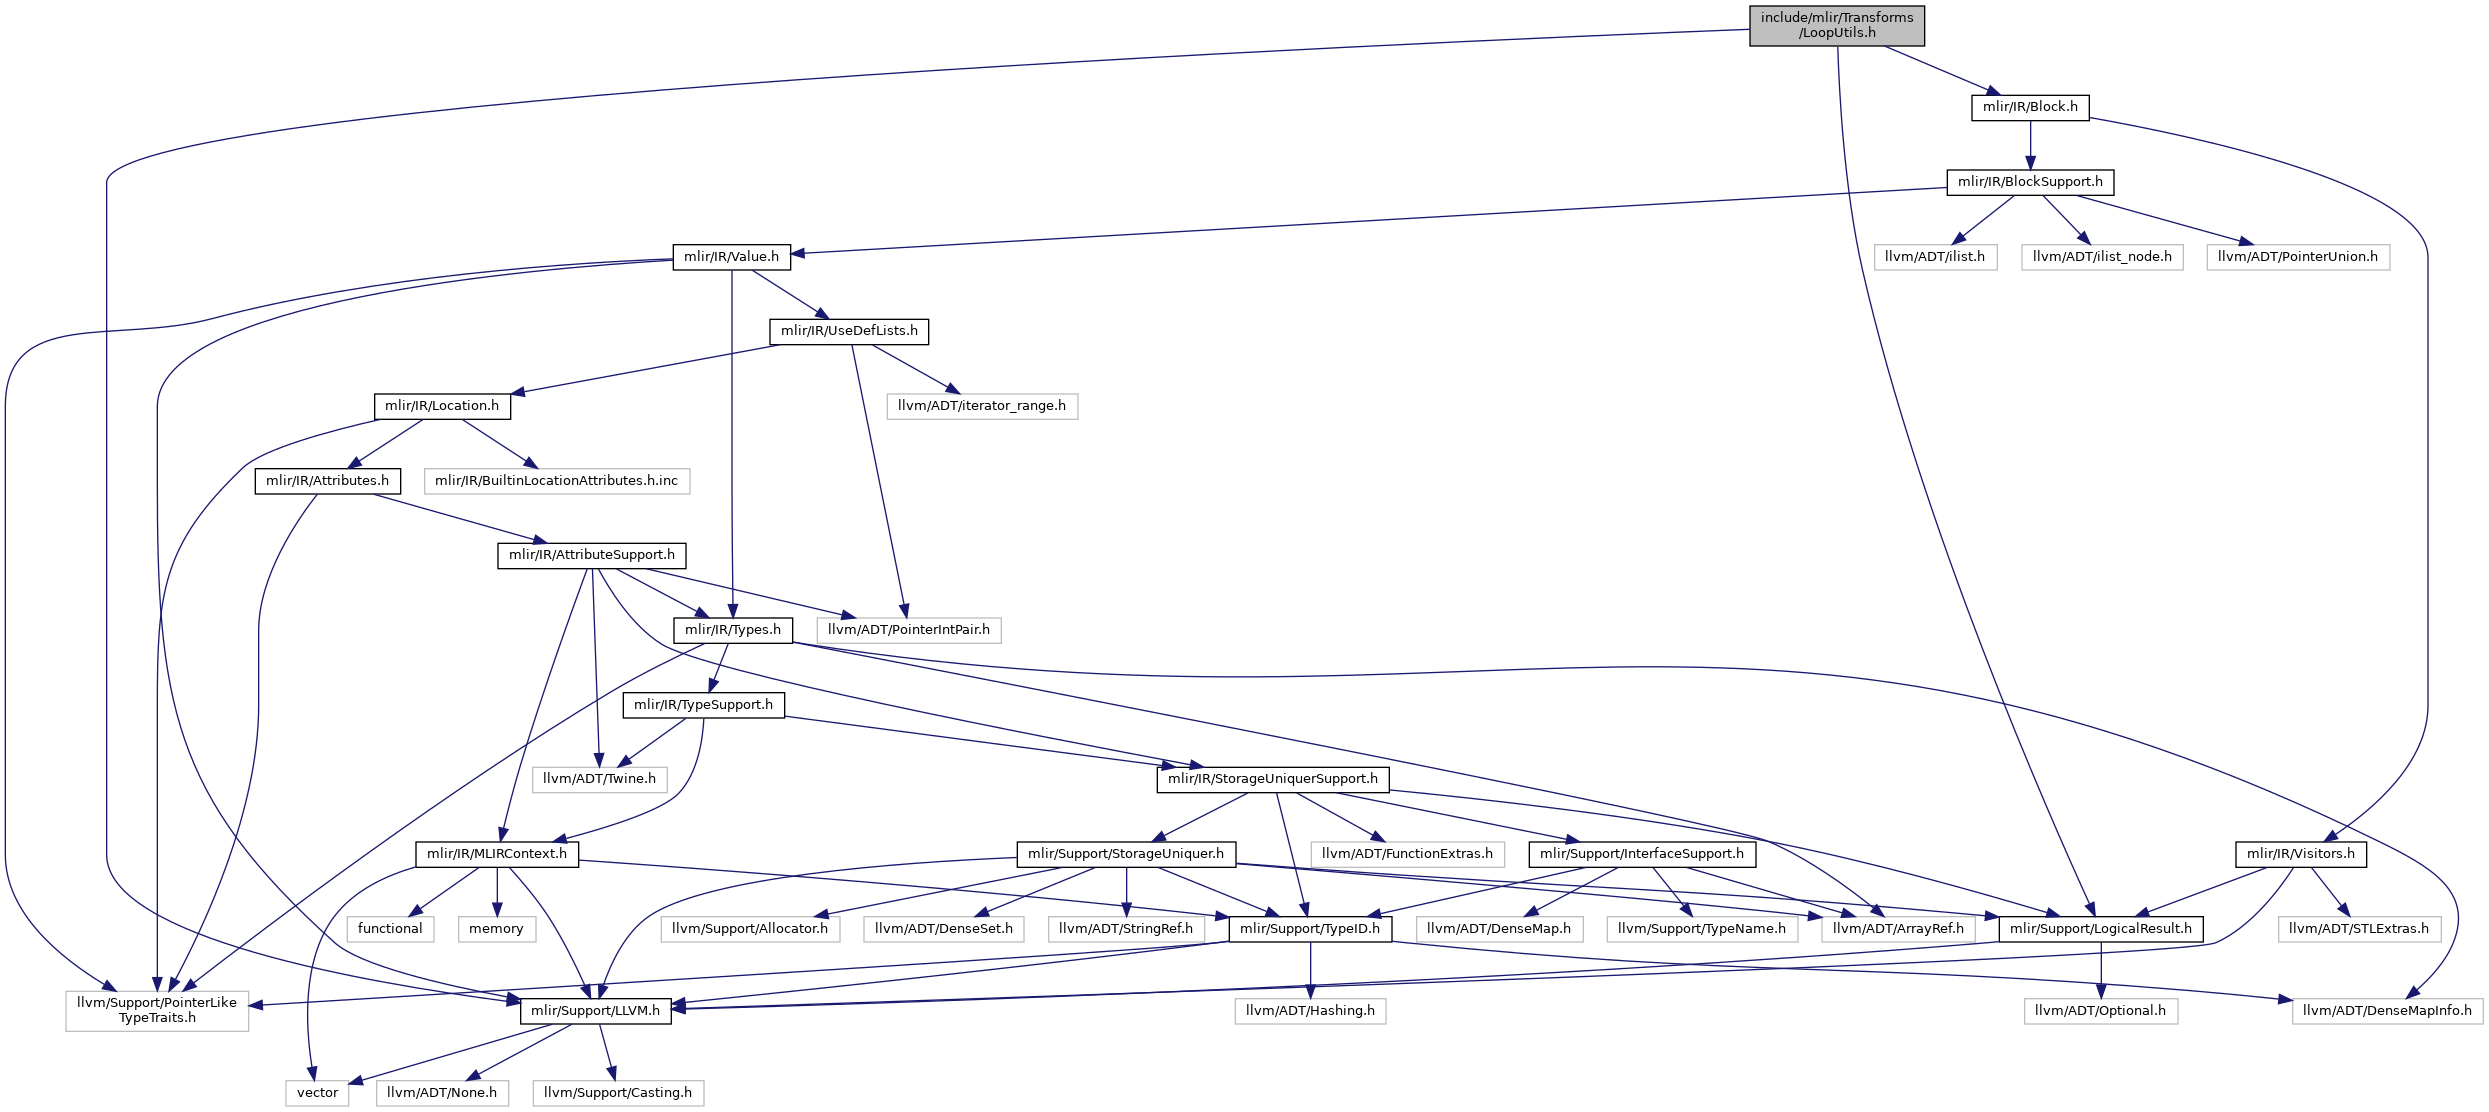 include/mlir/Transforms
/LoopUtils.h
mlir/IR/Block.h
mlir/IR/BlockSupport.h
mlir/IR/Value.h
llvm/ADT/ilist.h
llvm/ADT/ilist_node.h
llvm/ADT/PointerUnion.h
mlir/IR/UseDefLists.h
mlir/IR/Location.h
llvm/ADT/iterator_range.h
mlir/IR/Attributes.h
mlir/IR/BuiltinLocationAttributes.h.inc
mlir/IR/AttributeSupport.h
mlir/IR/Types.h
llvm/ADT/PointerIntPair.h
mlir/IR/TypeSupport.h
llvm/ADT/Twine.h
mlir/IR/StorageUniquerSupport.h
mlir/IR/MLIRContext.h
mlir/Support/StorageUniquer.h
llvm/ADT/FunctionExtras.h
mlir/Support/InterfaceSupport.h
mlir/IR/Visitors.h
functional
memory
llvm/Support/Allocator.h
llvm/ADT/DenseSet.h
llvm/ADT/StringRef.h
mlir/Support/TypeID.h
llvm/ADT/DenseMap.h
llvm/Support/TypeName.h
llvm/ADT/ArrayRef.h
mlir/Support/LogicalResult.h
llvm/ADT/STLExtras.h
llvm/Support/PointerLike
TypeTraits.h
mlir/Support/LLVM.h
llvm/ADT/Hashing.h
llvm/ADT/Optional.h
llvm/ADT/DenseMapInfo.h
vector
llvm/ADT/None.h
llvm/Support/Casting.h